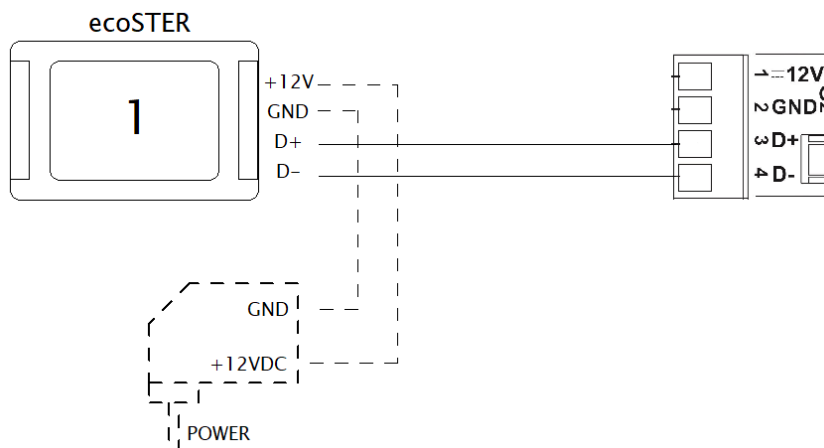 ecoSTER
1
+12V
GND
D+
D-
1 12V
2 GND
3 D+
4 D-
GND
+12VDC
POWER